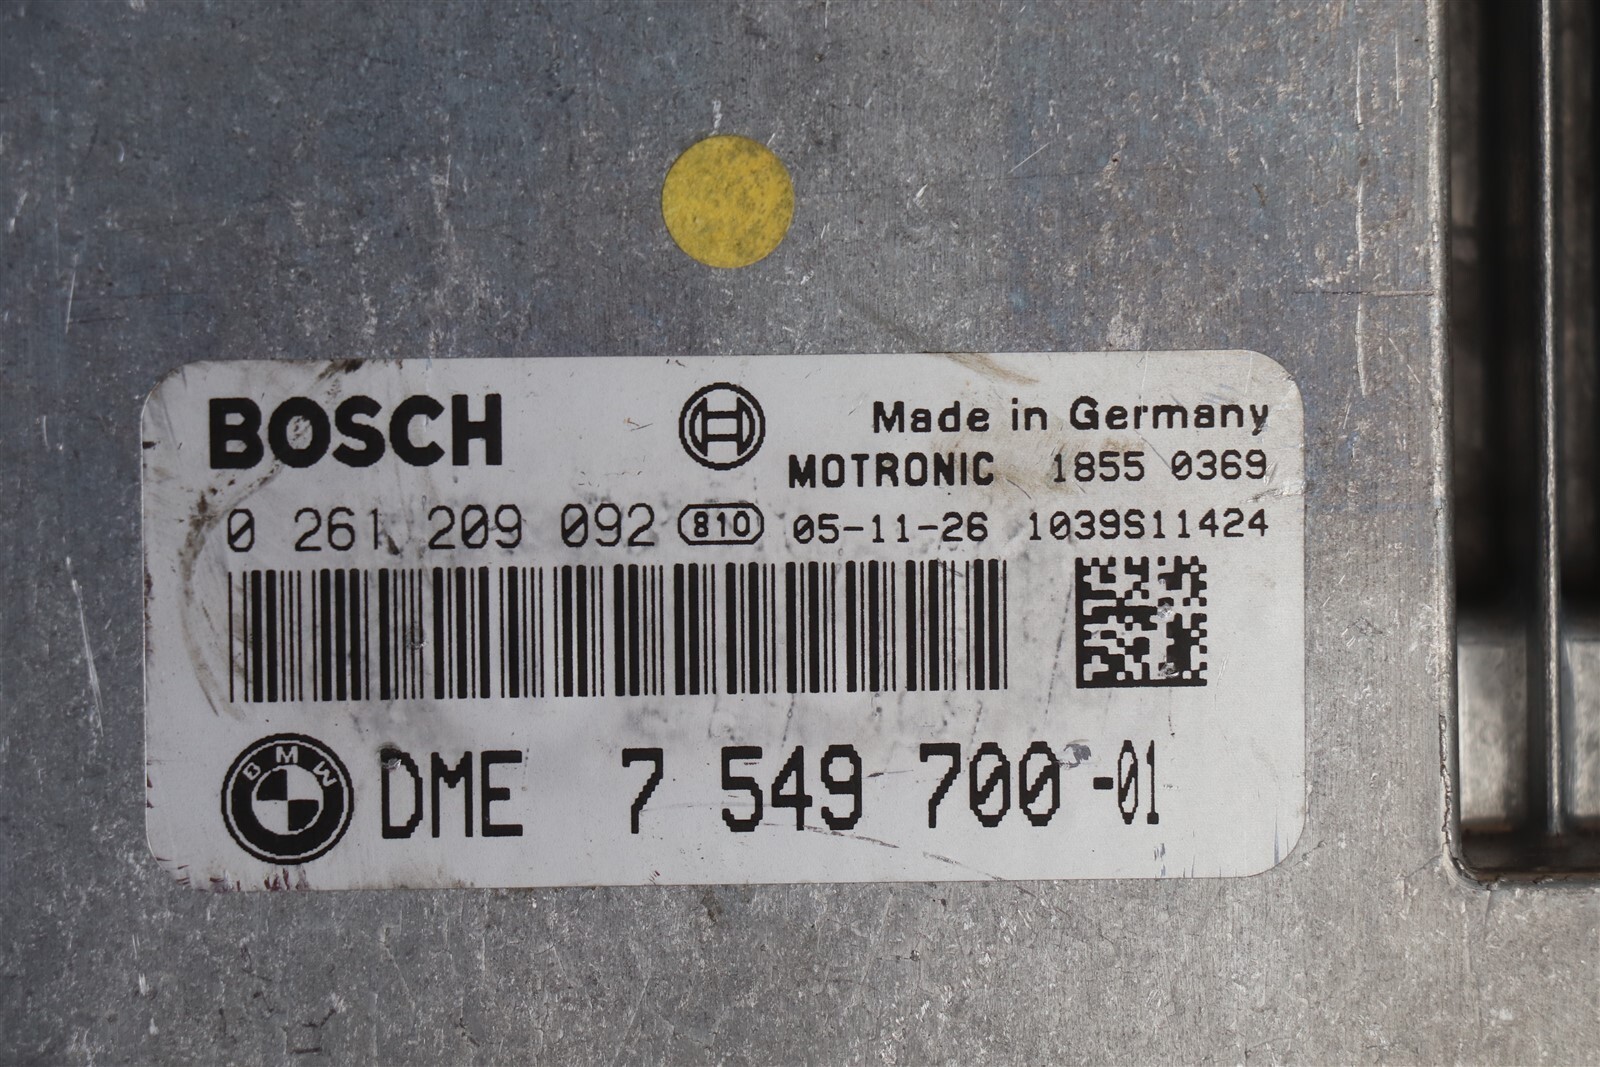 BOSCH
Made in Germany
MOTRONIC 1855 0369
0 261 209 092 810 05-11-26 1039S11424
BMW DME 7 549 700-01